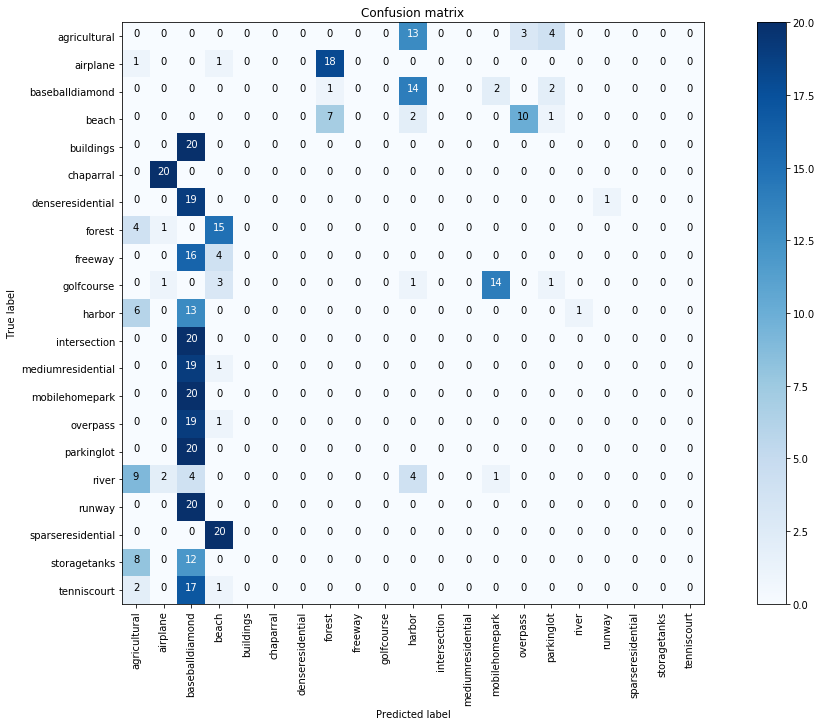 Confusion matrix
agricultural 0 0 0 0 0 0 0 0 0 0 13 0 0 0 3 4 0 0 0 0 0
airplane 1 0 0 1 0 0 0 18 0 0 0 0 0 0 0 0 0 0 0 0 0
baseballdiamond 0 0 0 0 0 0 0 1 0 0 14 0 0 2 0 2 0 0 0 0 0
beach 0 0 0 0 0 0 0 7 0 0 2 0 0 0 10 1 0 0 0 0 0
buildings 0 0 20 0 0 0 0 0 0 0 0 0 0 0 0 0 0 0 0 0 0
chaparral 0 20 0 0 0 0 0 0 0 0 0 0 0 0 0 0 0 0 0 0 0
denseresidential 0 0 19 0 0 0 0 0 0 0 0 0 0 0 0 0 0 1 0 0 0
forest 4 1 0 15 0 0 0 0 0 0 0 0 0 0 0 0 0 0 0 0 0
freeway 0 0 16 4 0 0 0 0 0 0 0 0 0 0 0 0 0 0 0 0 0
golfcourse 0 1 0 3 0 0 0 0 0 0 1 0 0 14 0 1 0 0 0 0 0
harbor 6 0 13 0 0 0 0 0 0 0 0 0 0 0 0 0 1 0 0 0 0
intersection 0 0 20 0 0 0 0 0 0 0 0 0 0 0 0 0 0 0 0 0 0
mediumresidential 0 0 19 1 0 0 0 0 0 0 0 0 0 0 0 0 0 0 0 0 0
mobilehomepark 0 0 20 0 0 0 0 0 0 0 0 0 0 0 0 0 0 0 0 0 0
overpass 0 0 19 1 0 0 0 0 0 0 0 0 0 0 0 0 0 0 0 0 0
parkinglot 0 0 20 0 0 0 0 0 0 0 0 0 0 0 0 0 0 0 0 0 0
river 9 2 4 0 0 0 0 0 0 0 4 0 0 1 0 0 0 0 0 0 0
runway 0 0 20 0 0 0 0 0 0 0 0 0 0 0 0 0 0 0 0 0 0
sparseresidential 0 0 0 20 0 0 0 0 0 0 0 0 0 0 0 0 0 0 0 0 0
storagetanks 8 0 12 0 0 0 0 0 0 0 0 0 0 0 0 0 0 0 0 0 0
tenniscourt 2 0 17 1 0 0 0 0 0 0 0 0 0 0 0 0 0 0 0 0 0
True label
agricultural
airplane
baseballdiamond
beach
buildings
chaparral
denseresidential
forest
freeway
golfcourse
harbor
intersection
mediumresidential
mobilehomepark
overpass
parkinglot
river
runway
sparseresidential
storagetanks
tenniscourt
Predicted label
20.0
17.5
15.0
12.5
10.0
7.5
5.0
2.5
0.0